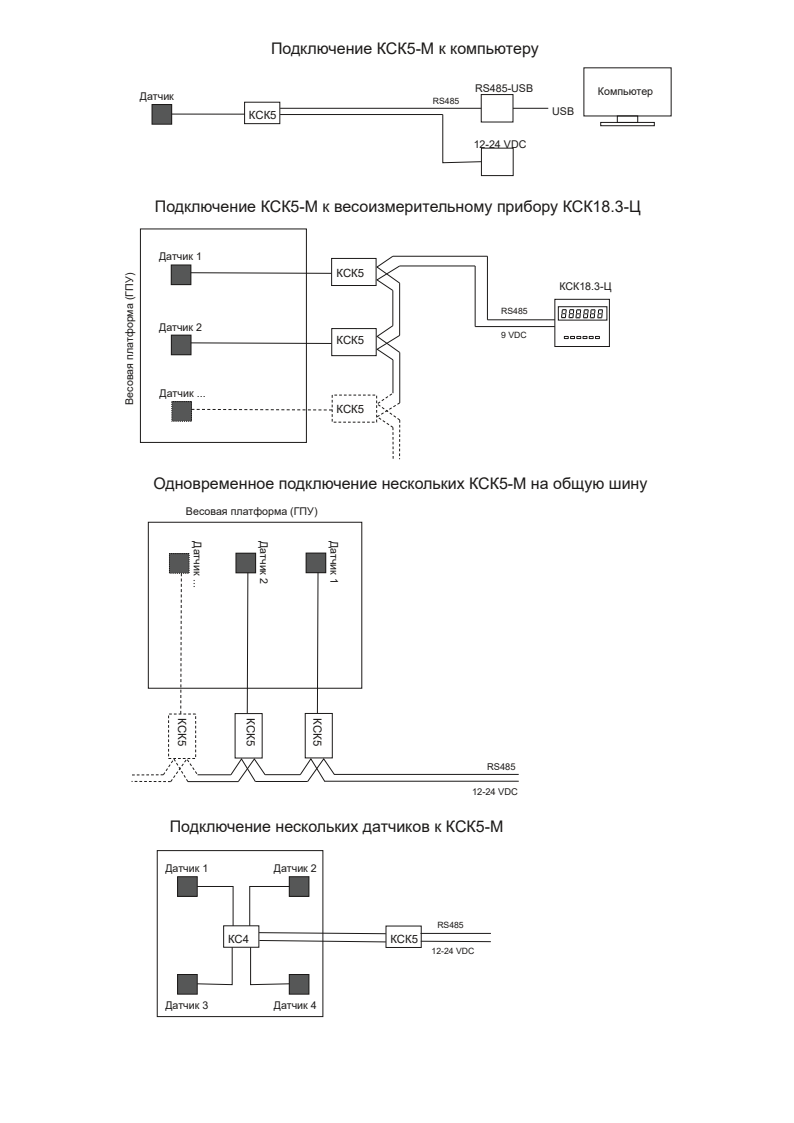 Подключение КСК5-М к компьютеру
Датчик
КСК5
RS485
RS485-USB
USB
Компьютер
12-24 VDC
Подключение КСК5-М к весоизмерительному прибору КСК18.3-Ц
Весовая платформа (ГПУ)
Датчик 1
КСК5
КСК18.3-Ц
RS485
888888
9 VDC
Датчик 2
КСК5
Датчик ...
КСК5
Одновременное подключение нескольких КСК5-М на общую шину
Весовая платформа (ГПУ)
Датчик ...
Датчик 2
Датчик 1
КСК5
КСК5
КСК5
RS485
12-24 VDC
Подключение нескольких датчиков к КСК5-М
Датчик 1
Датчик 2
КС4
КСК5
RS485
12-24 VDC
Датчик 3
Датчик 4